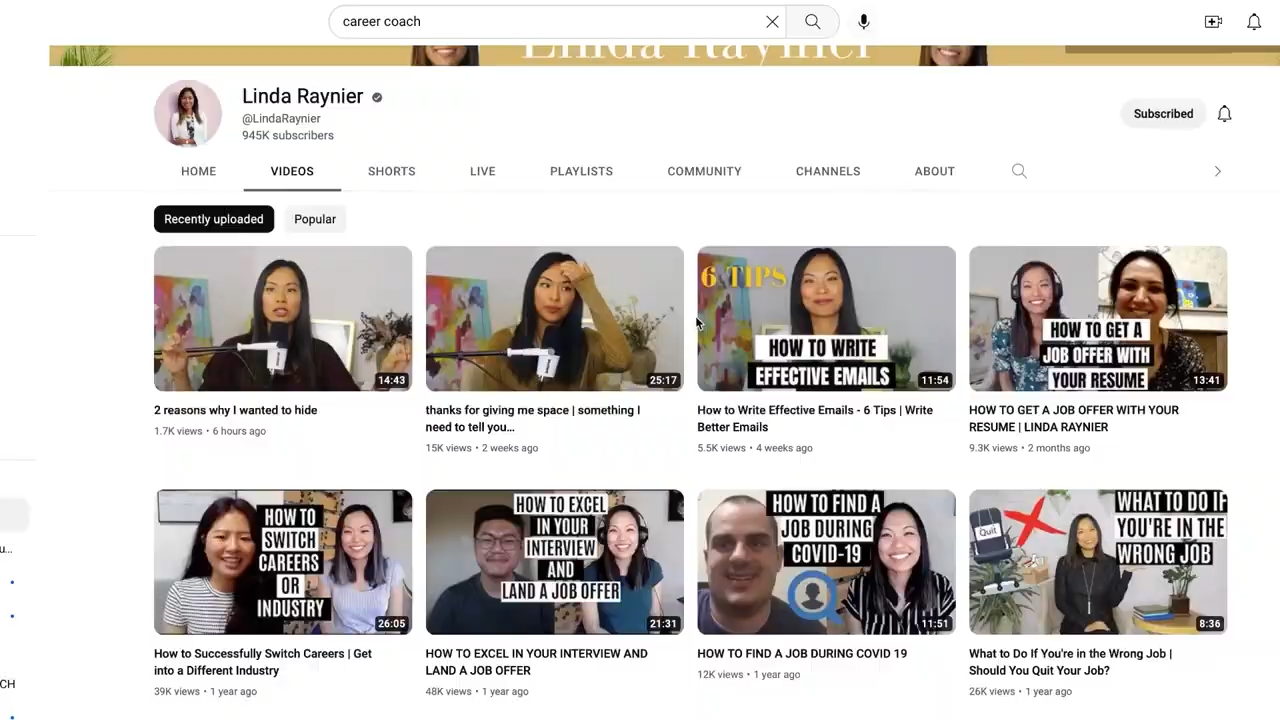 career coach
Linda Raynier
Linda Raynier
@LindaRaynier
945K subscribers
Subscribed
HOME VIDEOS SHORTS LIVE PLAYLISTS COMMUNITY CHANNELS ABOUT
Recently uploaded Popular
14:43
25:17
6 TIPS
HOW TO WRITE
EFFECTIVE EMAILS
11:54
HOW TO GET A
JOB OFFER WITH
YOUR RESUME
13:41
2 reasons why I wanted to hide
1.7K views • 6 hours ago
thanks for giving me space | something I
need to tell you...
15K views • 2 weeks ago
How to Write Effective Emails - 6 Tips | Write
Better Emails
5.5K views • 4 weeks ago
HOW TO GET A JOB OFFER WITH YOUR
RESUME | LINDA RAYNIER
9.3K views • 2 months ago
HOW TO
SWITCH
CAREERS
OR
INDUSTRY
26:05
HOW TO EXCEL
IN YOUR
INTERVIEW
AND
LAND A JOB OFFER
21:31
HOW TO FIND A
JOB DURING
COVID-19
11:51
Quit
WHAT TO DO IF
YOU'RE IN THE
WRONG JOB
8:36
u...
How to Successfully Switch Careers | Get
into a Different Industry
39K views • 1 year ago
HOW TO EXCEL IN YOUR INTERVIEW AND
LAND A JOB OFFER
48K views • 1 year ago
HOW TO FIND A JOB DURING COVID 19
12K views • 1 year ago
What to Do If You're in the Wrong Job |
Should You Quit Your Job?
26K views • 1 year ago
CH